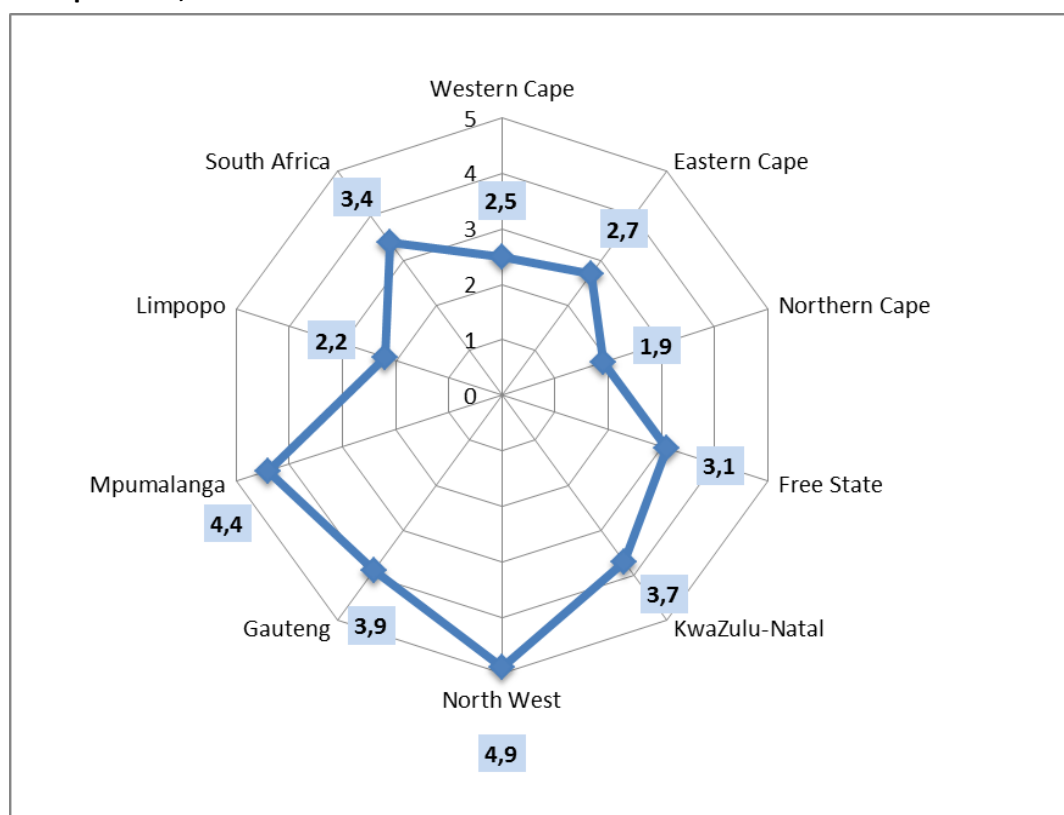 Western Cape
5
South Africa
Eastern Cape
4
3,4
2,5
2,7
3
2
Limpopo
Northern Cape
2,2
1,9
1
0
Mpumalanga
3,1
Free State
4,4
3,7
Gauteng
3,9
KwaZulu-Natal
North West
4,9